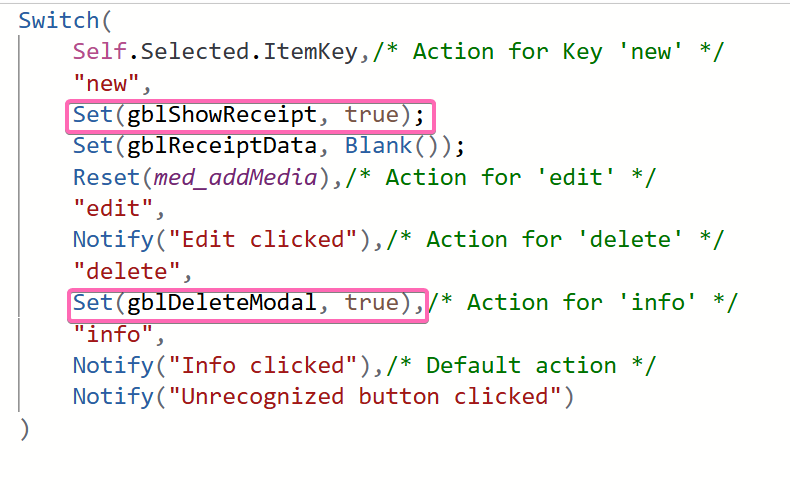 Switch(
Self.Selected.ItemKey,/* Action for Key 'new' */
"new",
Set(gblShowReceipt, true);
Set(gblReceiptData, Blank());
Reset(med_addMedia),/* Action for 'edit' */
"edit",
Notify("Edit clicked"),/* Action for 'delete' */
"delete",
Set(gblDeleteModal, true),/* Action for 'info' */
"info",
Notify("Info clicked"),/* Default action */
Notify("Unrecognized button clicked")
)